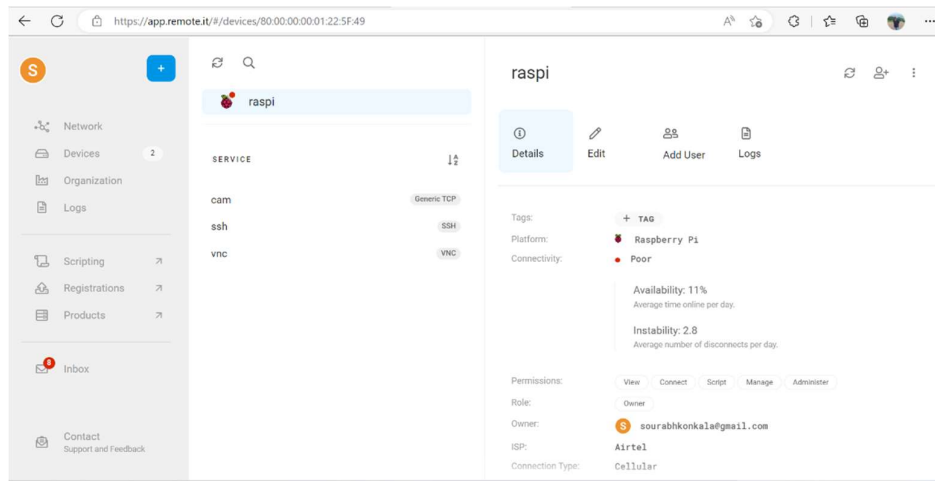 https://app.remote.it/#/devices/80:00:00:00:01:22:5F:49
S
+
Network
Devices 2
Organization
Logs
Scripting
Registrations
Products
8
Inbox
Contact
Support and Feedback
raspi
SERVICE
cam Generic TCP
ssh SSH
vnc VNC
raspi
Details Edit Add User Logs
Tags: + TAG
Platform: Raspberry Pi
Connectivity: Poor
Availability: 11%
Average time online per day.
Instability: 2.8
Average number of disconnects per day.
Permissions: View Connect Script Manage Administer
Role: Owner
Owner: S sourabhkonkala@gmail.com
ISP: Airtel
Connection Type: Cellular